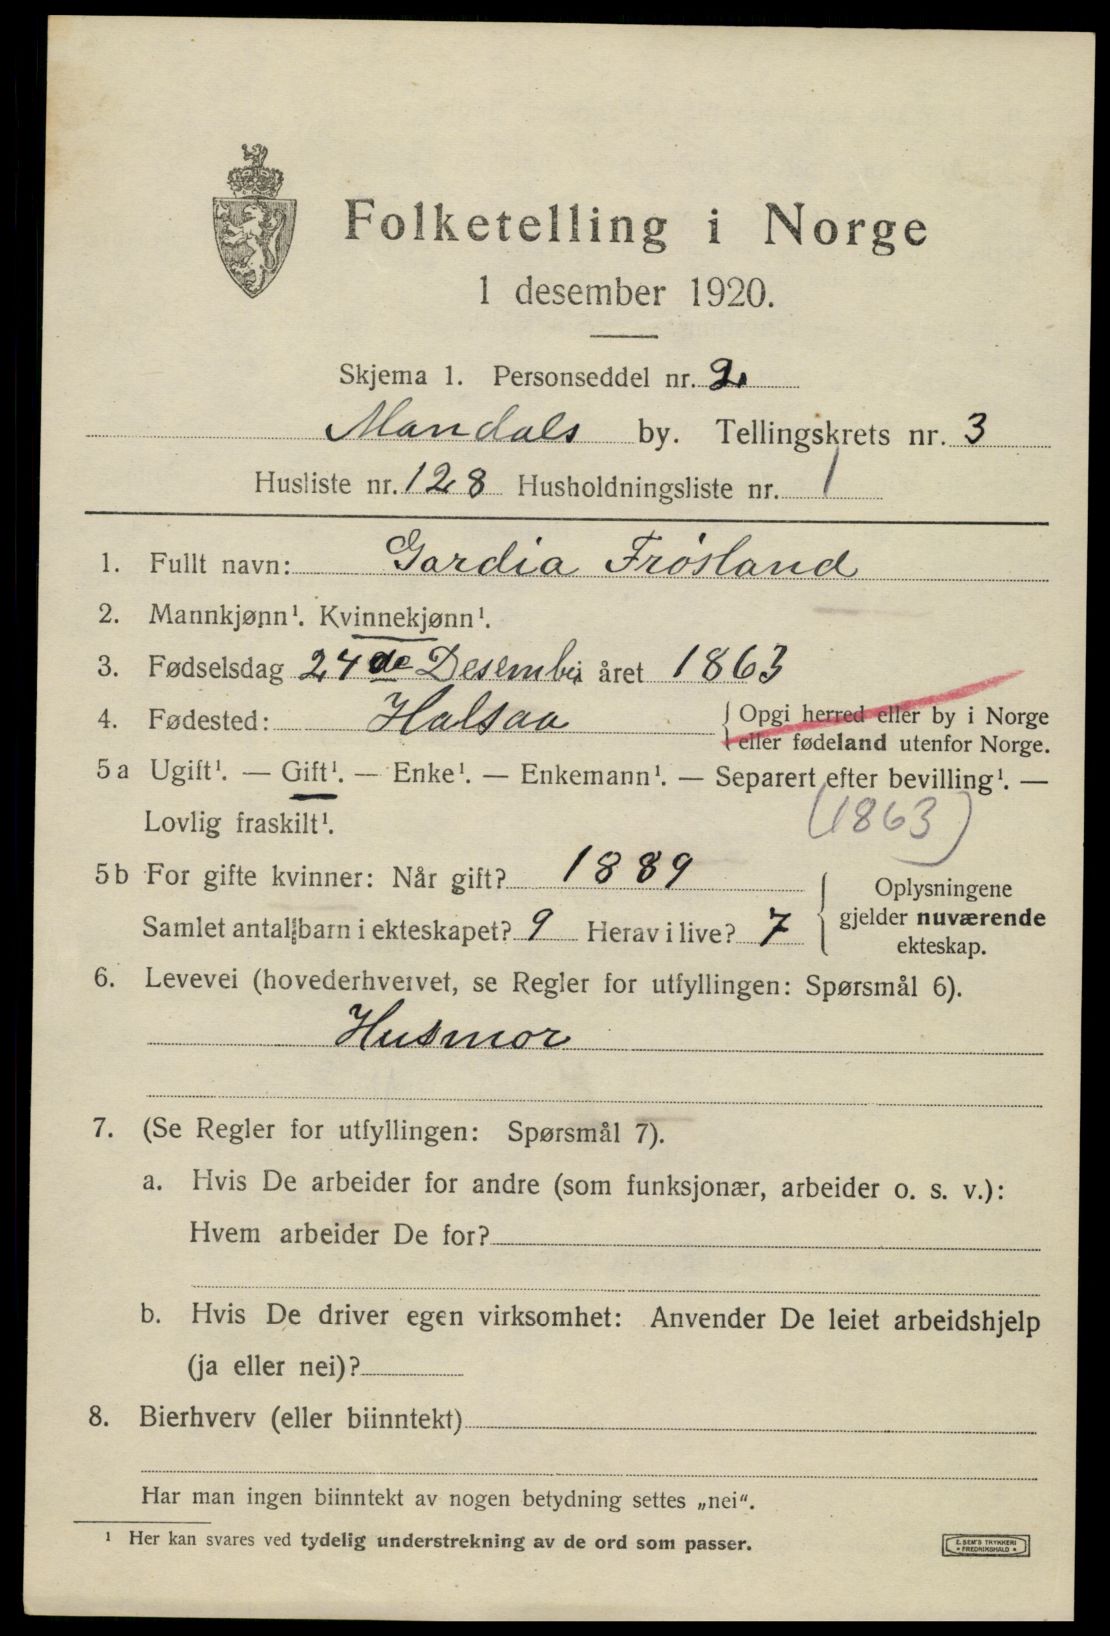 Folketelling i Norge
1 desember 1920.
Skjema 1. Personseddel nr. 2
Mandals by. Tellingskrets nr. 3
Husliste nr. 128 Husholdningsliste nr. 1
1. Fullt navn: Gardia Frösland
2. Mannkjønn¹. Kvinnekjønn¹.
3. Fødselsdag 24de Desember i året 1863
4. Fødested: Halsaa { Opgi herred eller by i Norge
eller fødeland utenfor Norge.
5a Ugift¹. — Gift¹. — Enke¹. — Enkemann¹. — Separert efter bevilling¹. —
Lovlig fraskilt¹. (1863)
5b For gifte kvinner: Når gift? 1889
Samlet antall barn i ekteskapet? 9 Herav i live? 7
{ Oplysningene
gjelder nuværende
ekteskap.
6. Levevei (hovederhvervet, se Regler for utfyllingen: Spørsmål 6).
Husmor
7. (Se Regler for utfyllingen: Spørsmål 7).
a. Hvis De arbeider for andre (som funksjonær, arbeider o. s. v.):
Hvem arbeider De for?
b. Hvis De driver egen virksomhet: Anvender De leiet arbeidshjelp
(ja eller nei)?
8. Bierhverv (eller biinntekt)
Har man ingen biinntekt av nogen betydning settes „nei“.
¹ Her kan svares ved tydelig understrekning av de ord som passer.
E. SEM'S TRYKKERI
* FREDRIKSHALD *